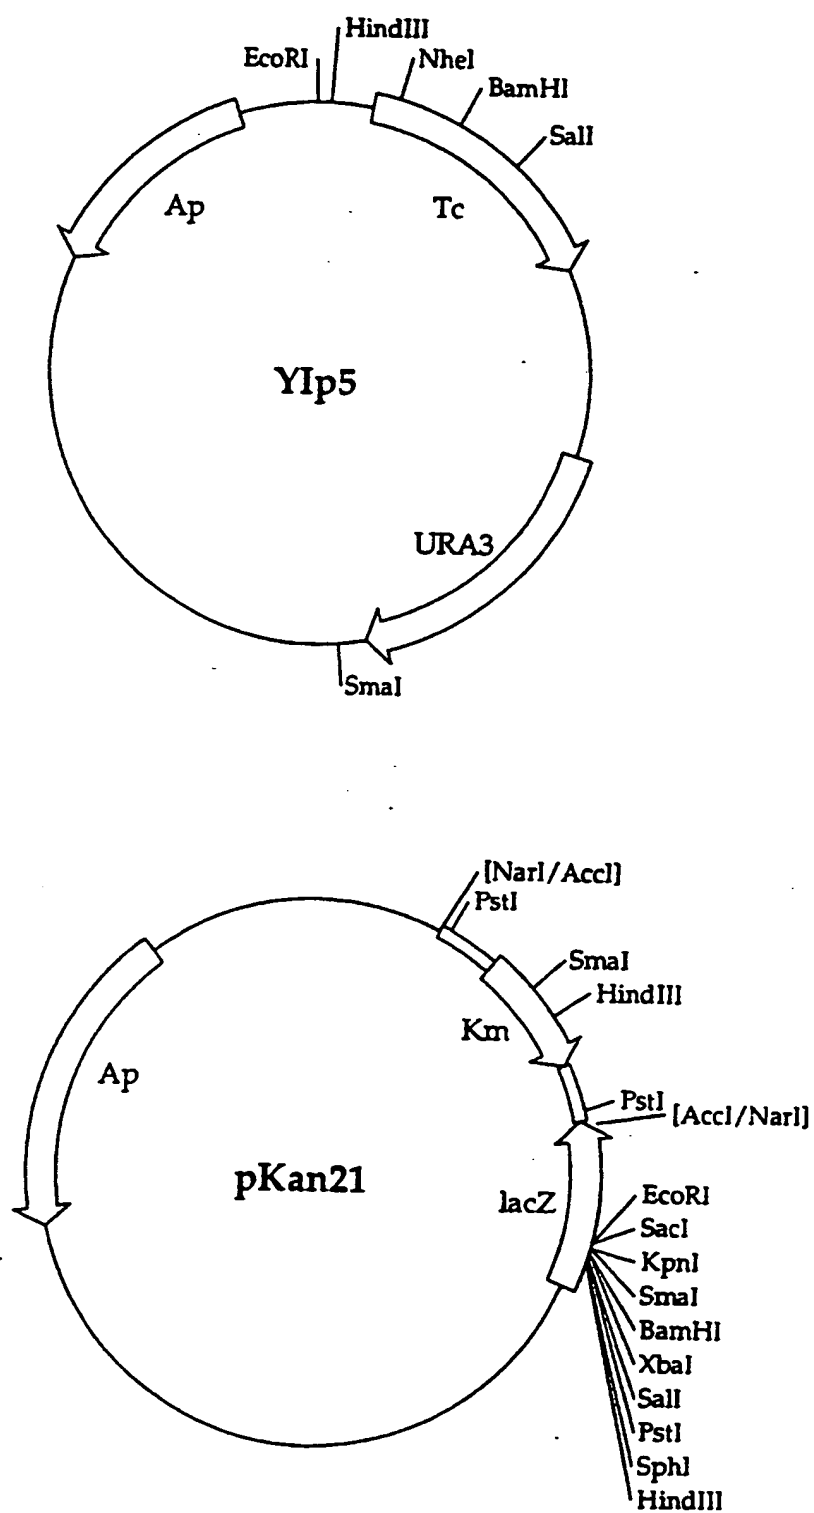 HindIII
EcoRI
NheI
BamHI
SalI
Ap
Tc
YIp5
URA3
SmaI
[NarI/AccI]
PstI
SmaI
HindIII
Km
Ap
PstI
[AccI/NarI]
pKan21
lacZ
EcoRI
SacI
KpnI
SmaI
BamHI
XbaI
SalI
PstI
SphI
HindIII